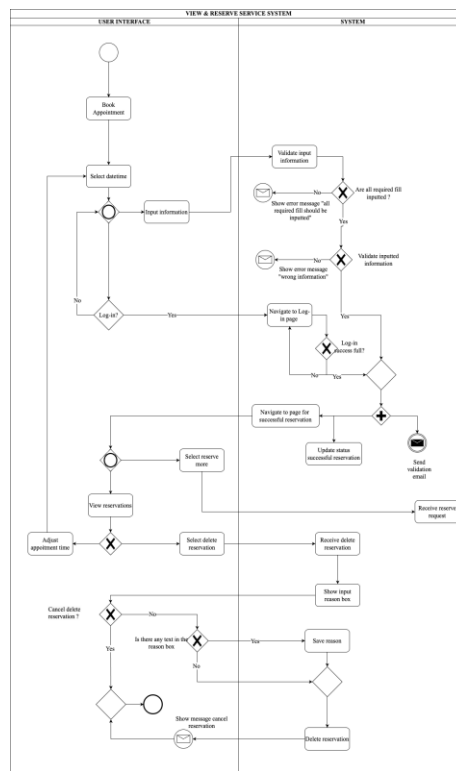 VIEW & RESERVE SERVICE SYSTEM
USER INTERFACE
SYSTEM
Book
Appointment
Select datetime
Input information
Validate input
information
Are all required fill
inputted ?
No
Show error message "all
required fill should be
inputted"
Yes
Validate inputted
information
No
Show error message
"wrong information"
No
Log-in?
Yes
Navigate to Log-
in page
Yes
Log-in
success full?
No
Yes
Navigate to page for
successful reservation
Update status
successful reservation
Send
validation
email
Select reserve
more
View reservations
Receive reserve
request
Adjust
appotment time
Select delete
reservation
Receive delete
reservation
Show input
reason box
Cancel delete
reservation ?
No
Is there any text in the
reason box
Yes
Save reason
Yes
No
Show message cancel
reservation
Delete reservation